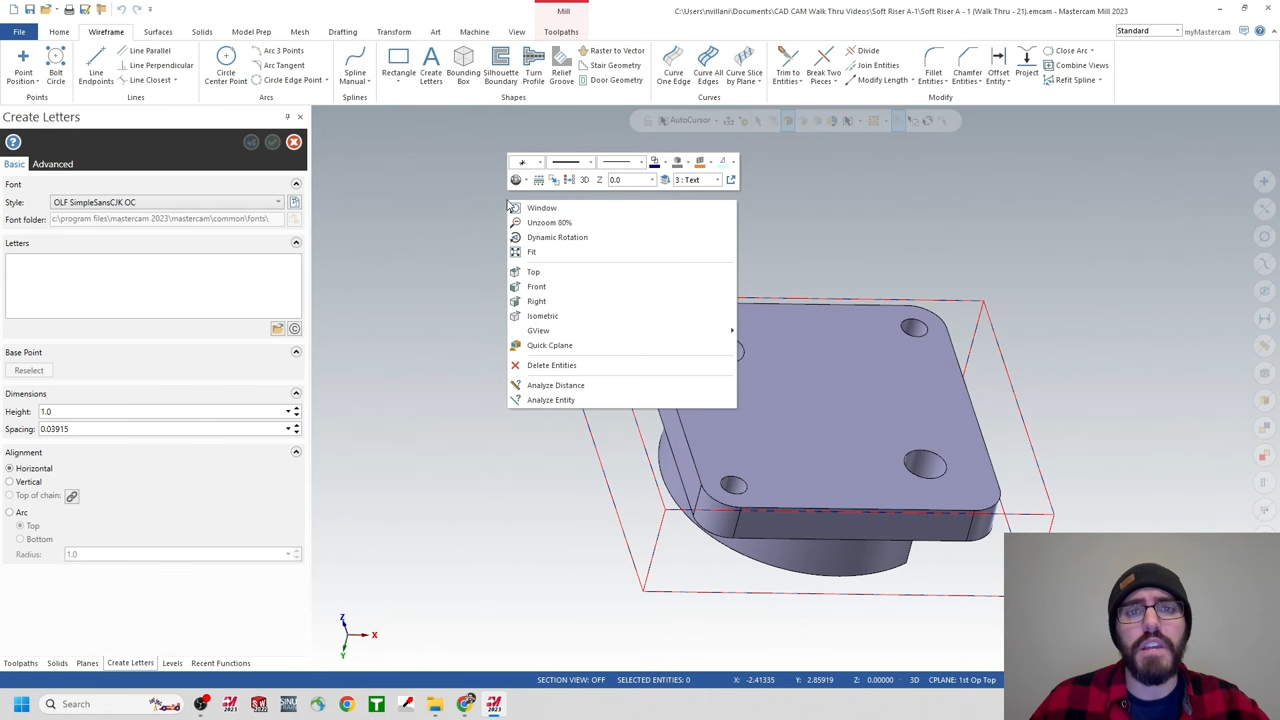 Mill
C:\Users\nvillani\Documents\CAD CAM Walk Thru Videos\Soft Riser A-1\Soft Riser A - 1 (Walk Thru - 21).emcam - Mastercam Mill 2023
File Home Wireframe Surfaces Solids Model Prep Mesh Drafting Transform Art Machine View Toolpaths
Standard myMastercam
Point Position
Bolt Circle
Points
Line Endpoints
Line Parallel
Line Perpendicular
Line Closest
Lines
Circle Center Point
Arc 3 Points
Arc Tangent
Circle Edge Point
Arcs
Spline Manual
Splines
Rectangle
Create Letters
Bounding Box
Silhouette Boundary
Turn Profile
Relief Groove
Raster to Vector
Stair Geometry
Door Geometry
Shapes
Curve One Edge
Curve All Edges
Curve Slice by Plane
Curves
Trim to Entities
Break Two Pieces
Divide
Join Entities
Modify Length
Fillet Entities
Chamfer Entities
Offset Entity
Project
Close Arc
Combine Views
Refit Spline
Modify
Create Letters
Basic Advanced
Font
Style: OLF SimpleSansCJK OC
Font folder: c:\program files\mastercam 2023\mastercam\common\fonts\
Letters
Base Point
Reselect
Dimensions
Height: 1.0
Spacing: 0.03915
Alignment
Horizontal
Vertical
Top of chain:
Arc
Top
Bottom
Radius: 1.0
AutoCursor
3D Z 0.0 3 : Text
Window
Unzoom 80%
Dynamic Rotation
Fit
Top
Front
Right
Isometric
GView
Quick Cplane
Delete Entities
Analyze Distance
Analyze Entity
Z
X
Y
Toolpaths Solids Planes Create Letters Levels Recent Functions
SECTION VIEW: OFF SELECTED ENTITIES: 0 X: -2.41335 Y: 2.85919 Z: 0.00000 3D CPLANE: 1st Op Top
Search